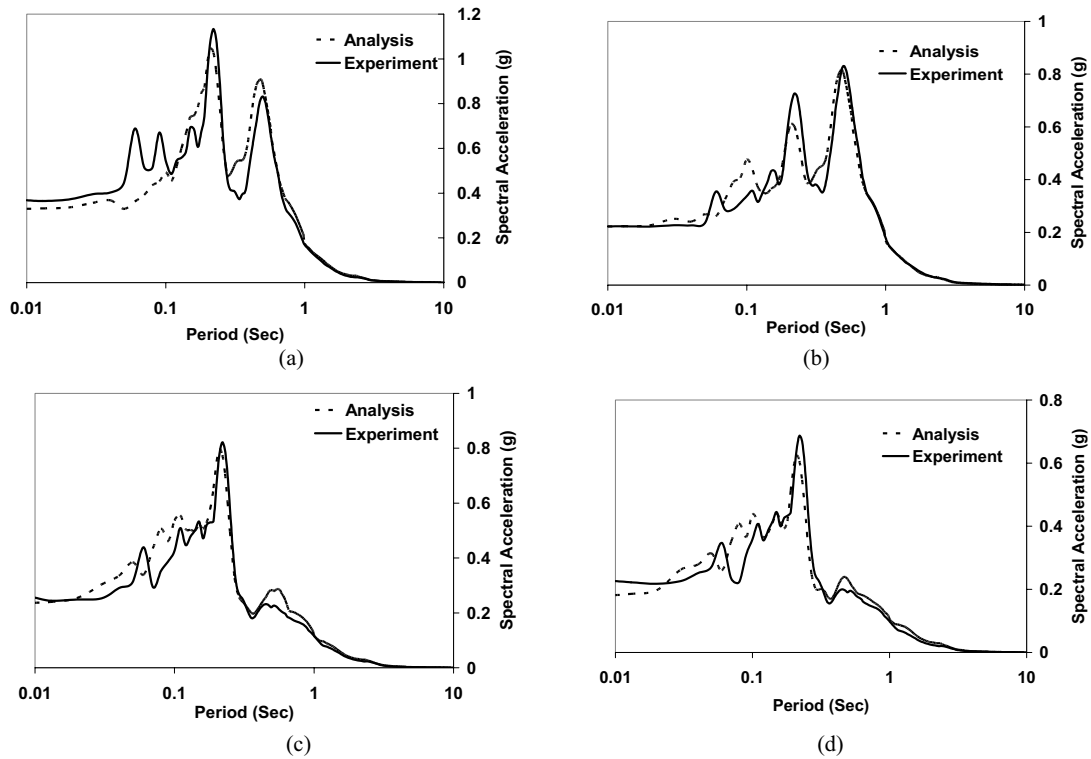 1.2
1
0.8
0.6
0.4
0.2
0
Spectral Acceleration (g)
Analysis
Experiment
0.01
0.1
1
10
Period (Sec)
(a)
1
0.8
0.6
0.4
0.2
0
Spectral Acceleration (g)
Analysis
Experiment
0.01
0.1
1
10
Period (Sec)
(b)
1
0.8
0.6
0.4
0.2
0
Spectral Acceleration (g)
Analysis
Experiment
0.01
0.1
1
10
Period (Sec)
(c)
0.8
0.6
0.4
0.2
0
Spectral Acceleration (g)
Analysis
Experiment
0.01
0.1
1
10
Period (Sec)
(d)